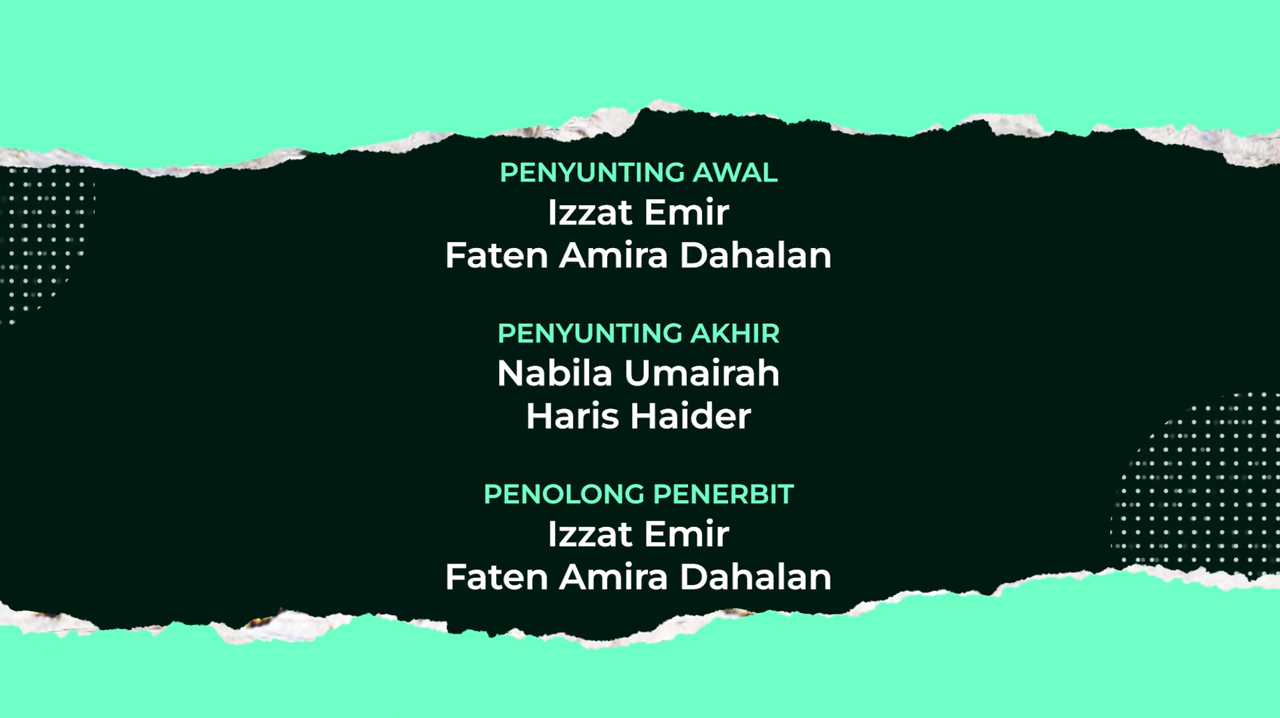 PENYUNTING AWAL
Izzat Emir
Faten Amira Dahalan
PENYUNTING AKHIR
Nabila Umairah
Haris Haider
PENOLONG PENERBIT
Izzat Emir
Faten Amira Dahalan